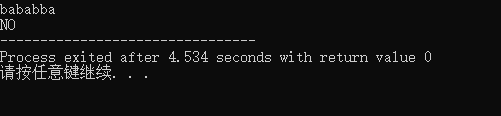 bababba
NO
--------------------------------
Process exited after 4.534 seconds with return value 0
请按任意键继续. . .